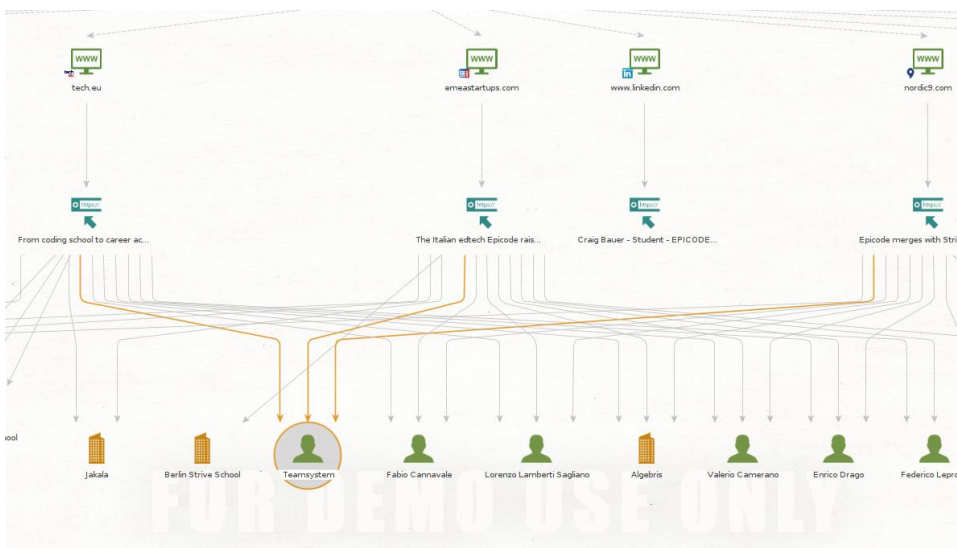 www
www
www
www
tech.eu
emeastartups.com
www.linkedin.com
nordic9.com
https://
https://
https://
https://
From coding school to career ac...
The Italian edtech Epicode rais...
Craig Bauer - Student - EPICODE...
Epicode merges with Stri
ool
Jakala
Berlin Strive School
Teamsystem
Fabio Cannavale
Lorenzo Lamberti Sagliano
Algebris
Valerio Camerano
Enrico Drago
Federico Lepro
FOR DEMO USE ONLY